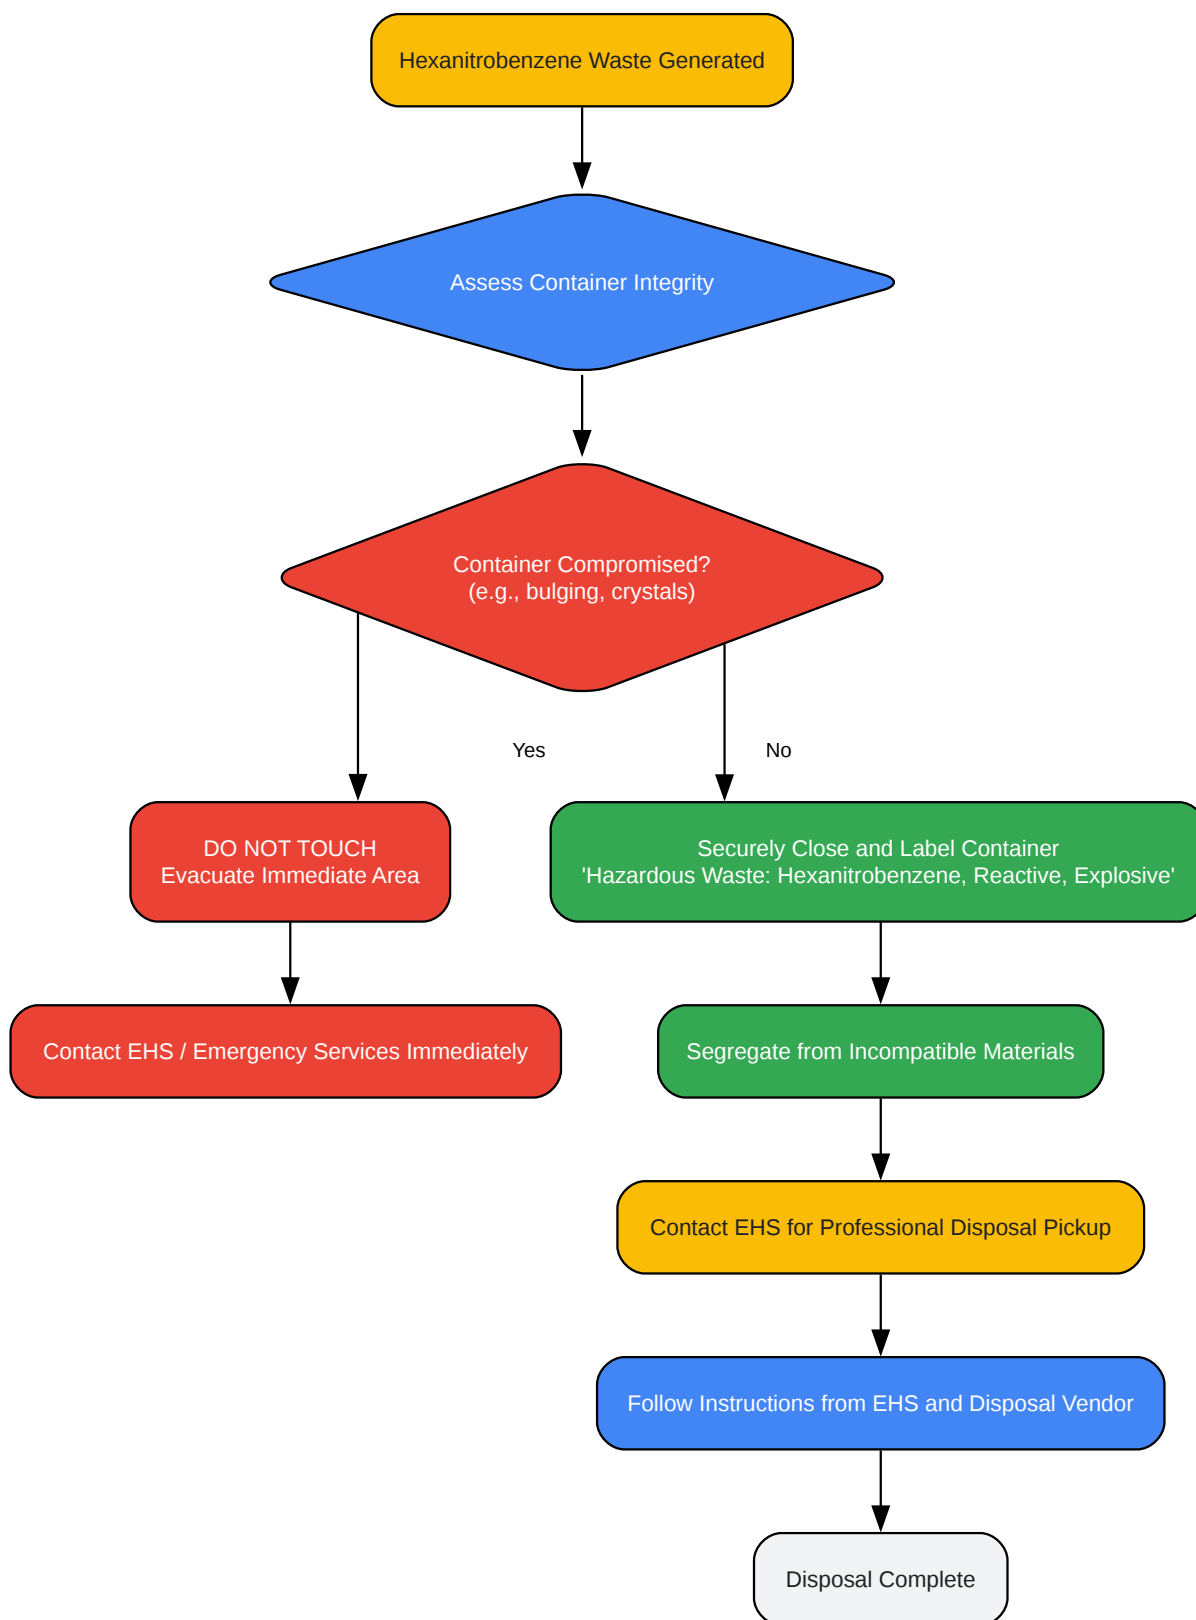 Hexanitrobenzene Waste Generated
Assess Container Integrity
Container Compromised?
(e.g., bulging, crystals)
Yes
No
DO NOT TOUCH
Evacuate Immediate Area
Securely Close and Label Container
'Hazardous Waste: Hexanitrobenzene, Reactive, Explosive'
Contact EHS / Emergency Services Immediately
Segregate from Incompatible Materials
Contact EHS for Professional Disposal Pickup
Follow Instructions from EHS and Disposal Vendor
Disposal Complete